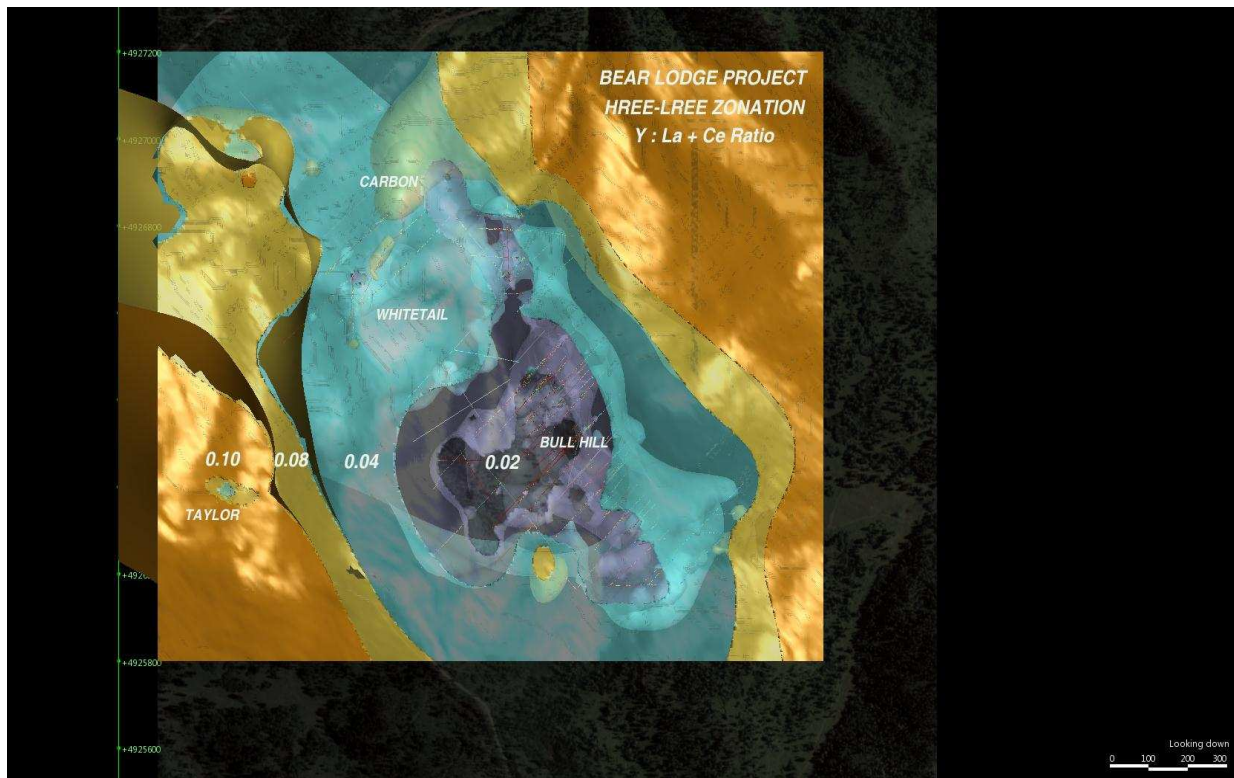 +4927200
BEAR LODGE PROJECT
HREE-LREE ZONATION
Y : La + Ce Ratio
+4927000
CARBON
+4926800
WHITETAIL
BULL HILL
0.10
0.08
0.04
0.02
TAYLOR
+4925800
+4925600
Looking down
0 100 200 300